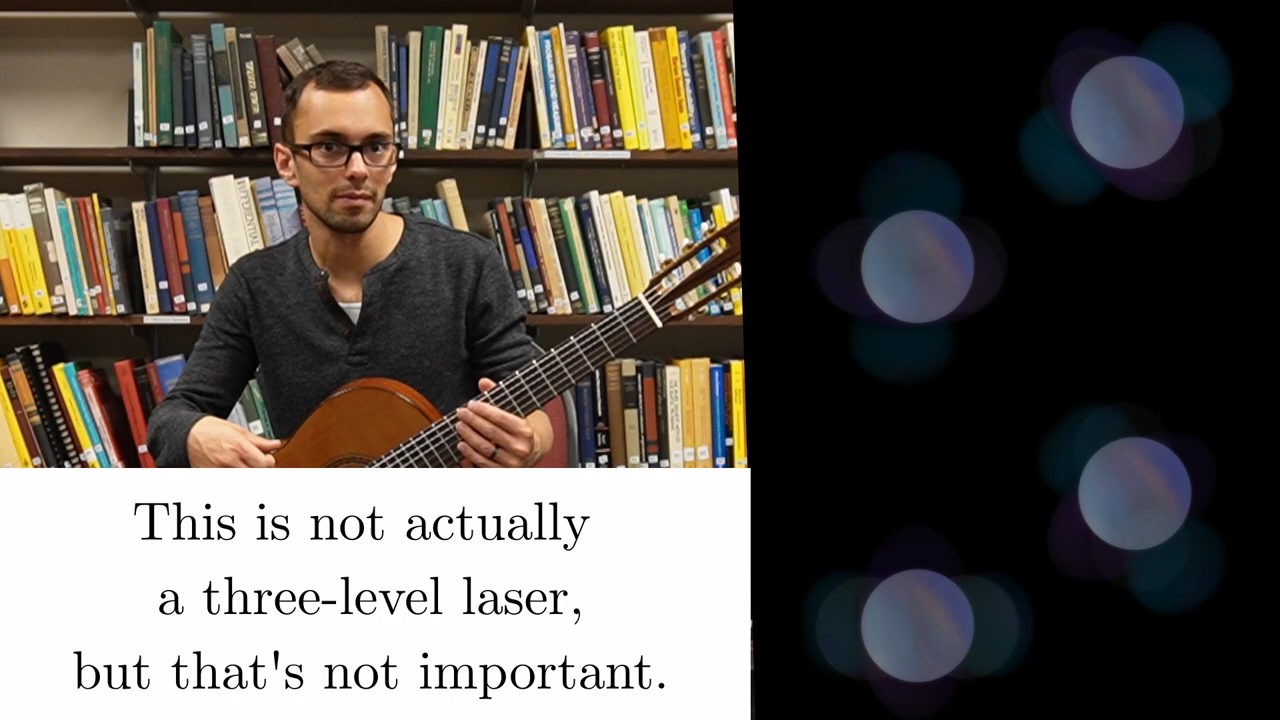 This is not actually
a three-level laser,
but that's not important.